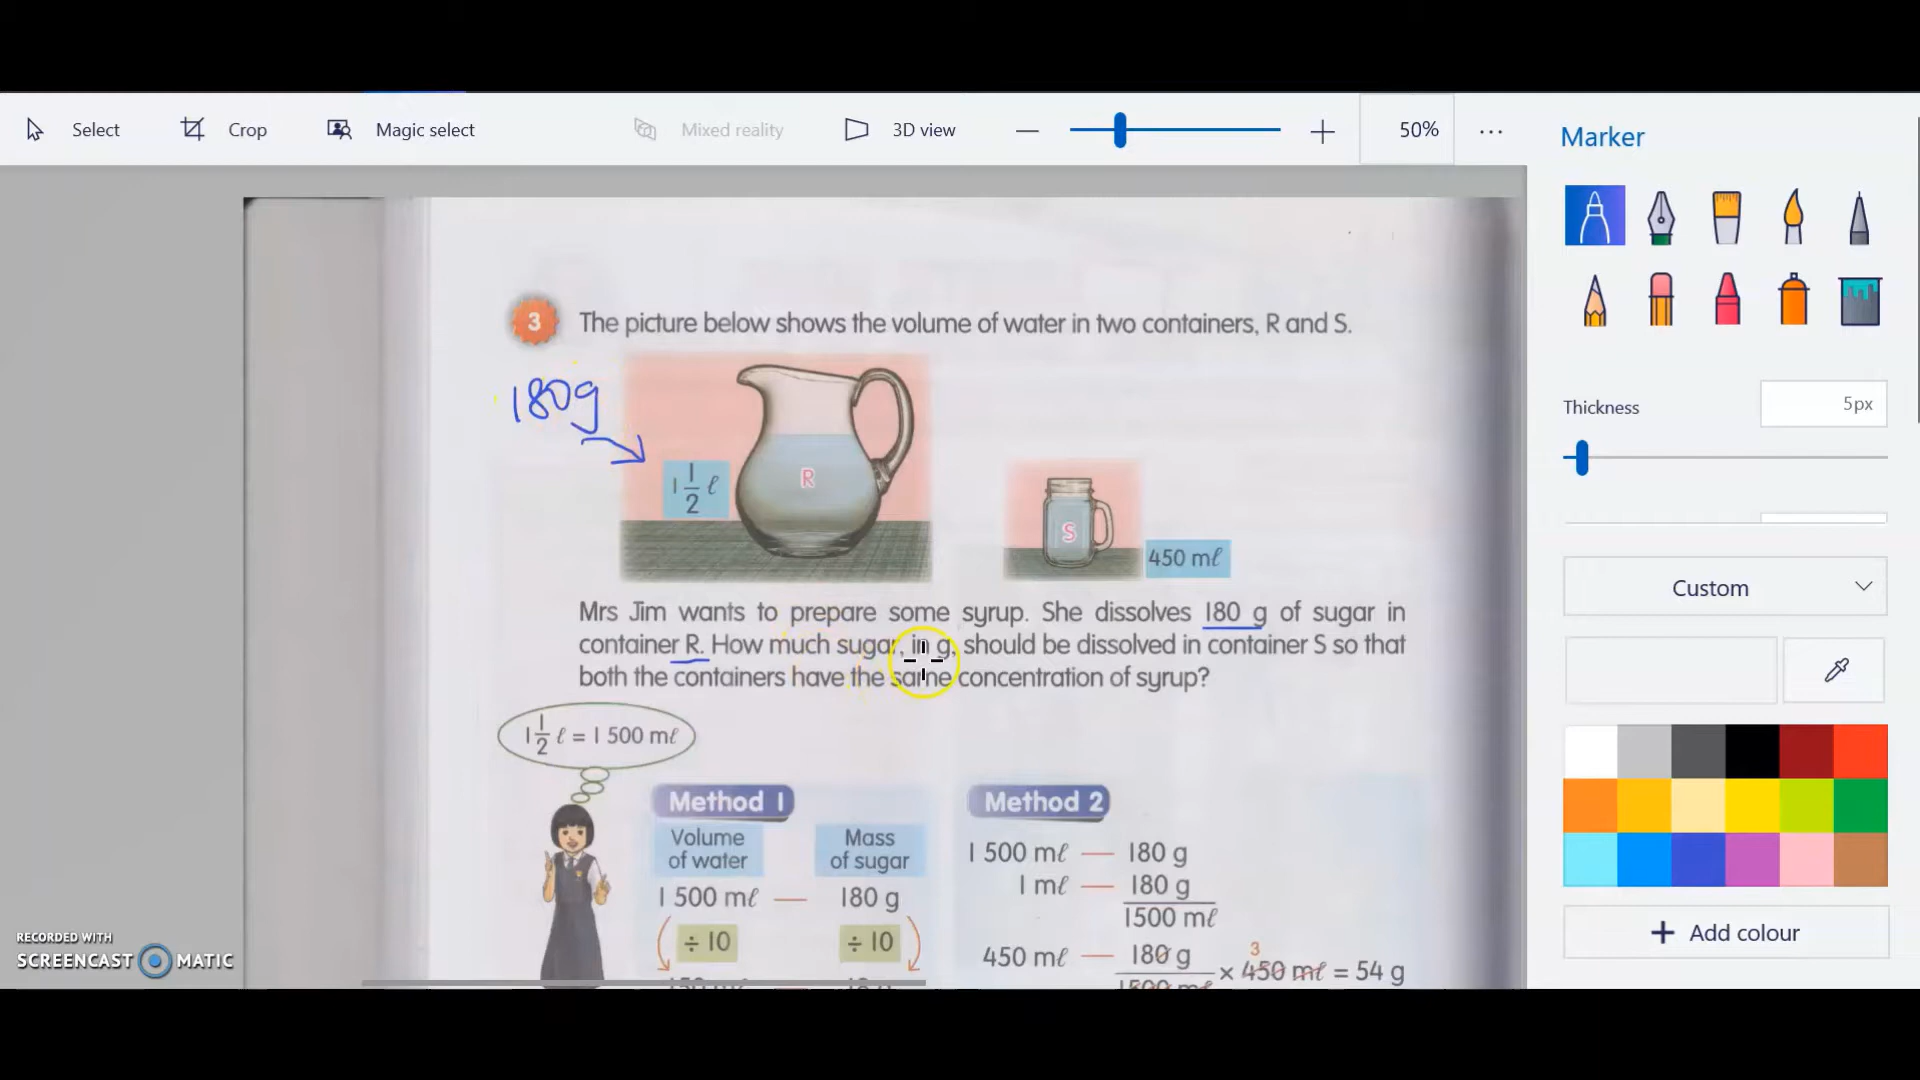 Select
Crop
Magic select
Mixed reality
3D view
50%
Marker
Thickness
5px
Custom
Add colour
3 The picture below shows the volume of water in two containers, R and S.
180g
1 1/2 ℓ
R
S
450 mℓ
Mrs Jim wants to prepare some syrup. She dissolves 180 g of sugar in
container R. How much sugar, in g, should be dissolved in container S so that
both the containers have the same concentration of syrup?
1 1/2 ℓ = 1 500 mℓ
Method 1
Volume of water
Mass of sugar
1 500 mℓ — 180 g
÷ 10
÷ 10
Method 2
1 500 mℓ — 180 g
1 mℓ — 180 g
1500 mℓ
3
450 mℓ — 180 g × 450 mℓ = 54 g
1500 mℓ
RECORDED WITH
SCREENCAST MATIC